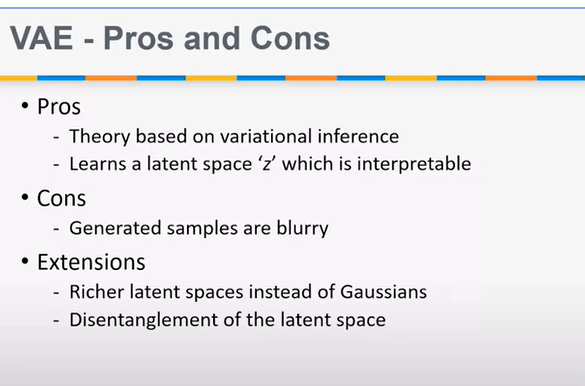 VAE - Pros and Cons
• Pros
- Theory based on variational inference
- Learns a latent space ‘z’ which is interpretable
• Cons
- Generated samples are blurry
• Extensions
- Richer latent spaces instead of Gaussians
- Disentanglement of the latent space